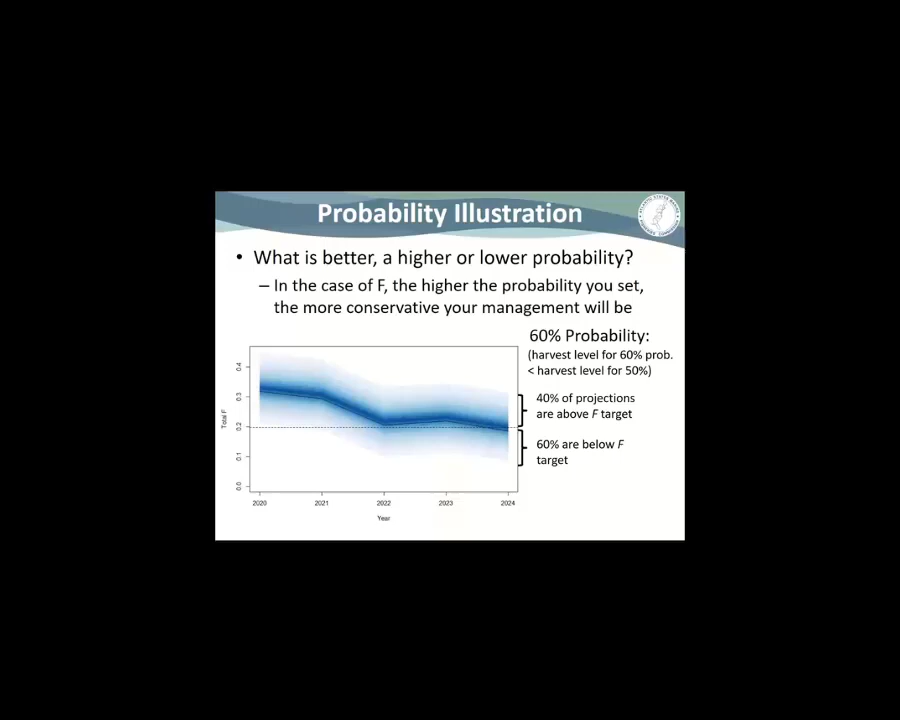 Probability Illustration
• What is better, a higher or lower probability?
– In the case of F, the higher the probability you set,
the more conservative your management will be
60% Probability:
(harvest level for 60% prob.
< harvest level for 50%)
40% of projections
are above F target
60% are below F
target
Total F
0.4
0.3
0.2
0.1
0.0
2020 2021 2022 2023 2024
Year